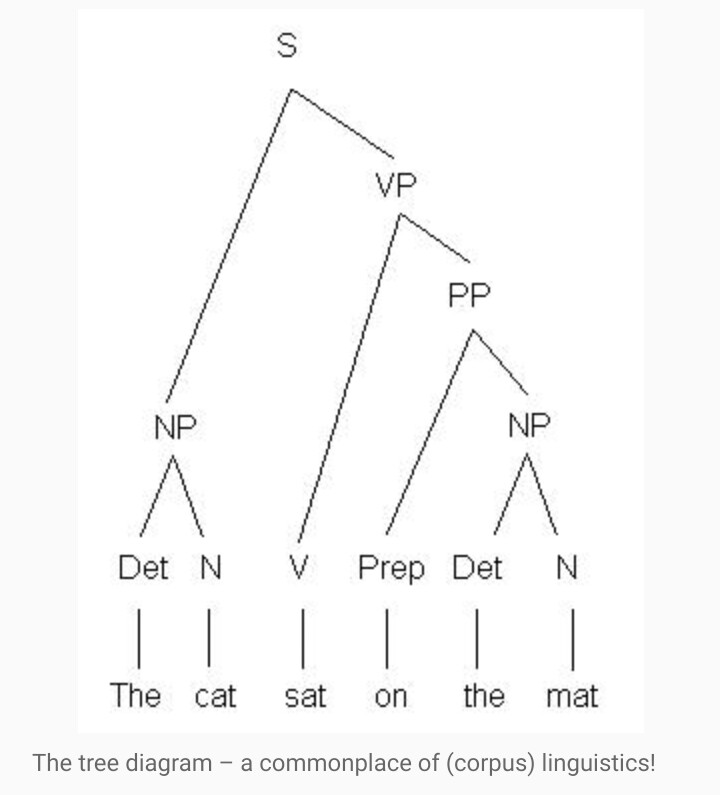 S
VP
PP
NP NP
Det N V Prep Det N
The cat sat on the mat
The tree diagram – a commonplace of (corpus) linguistics!